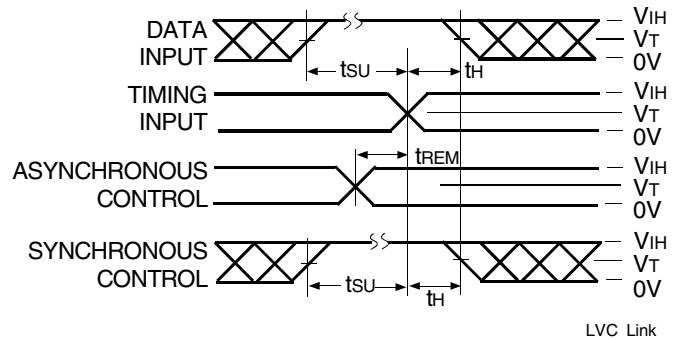 DATA
INPUT
tSU
tH
VIH
VT
0V
TIMING
INPUT
VIH
VT
0V
tREM
ASYNCHRONOUS
CONTROL
VIH
VT
0V
SYNCHRONOUS
CONTROL
tSU
tH
VIH
VT
0V
LVC Link